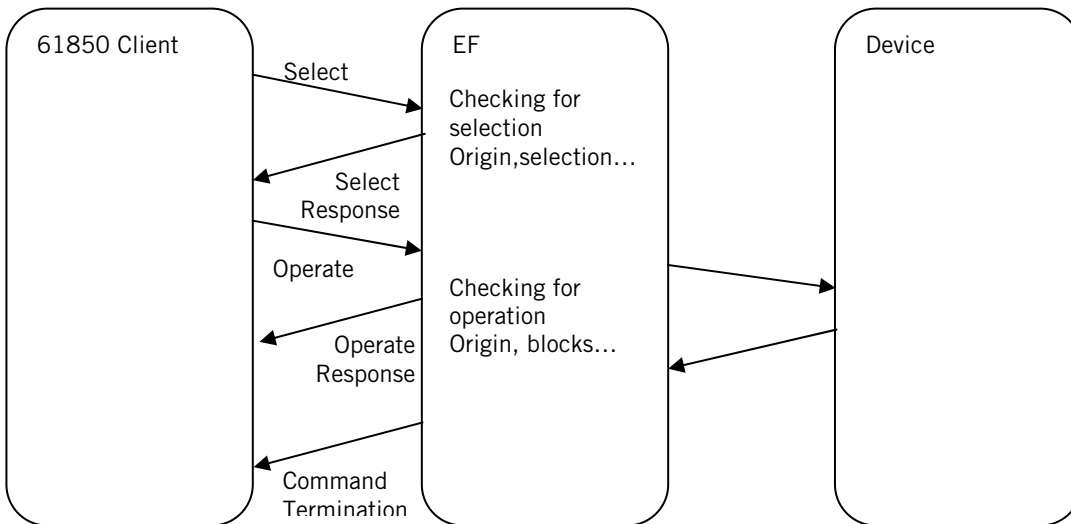 61850 Client
EF
Device
Select
Checking for
selection
Origin,selection...
Select
Response
Operate
Checking for
operation
Origin, blocks...
Operate
Response
Command
Termination